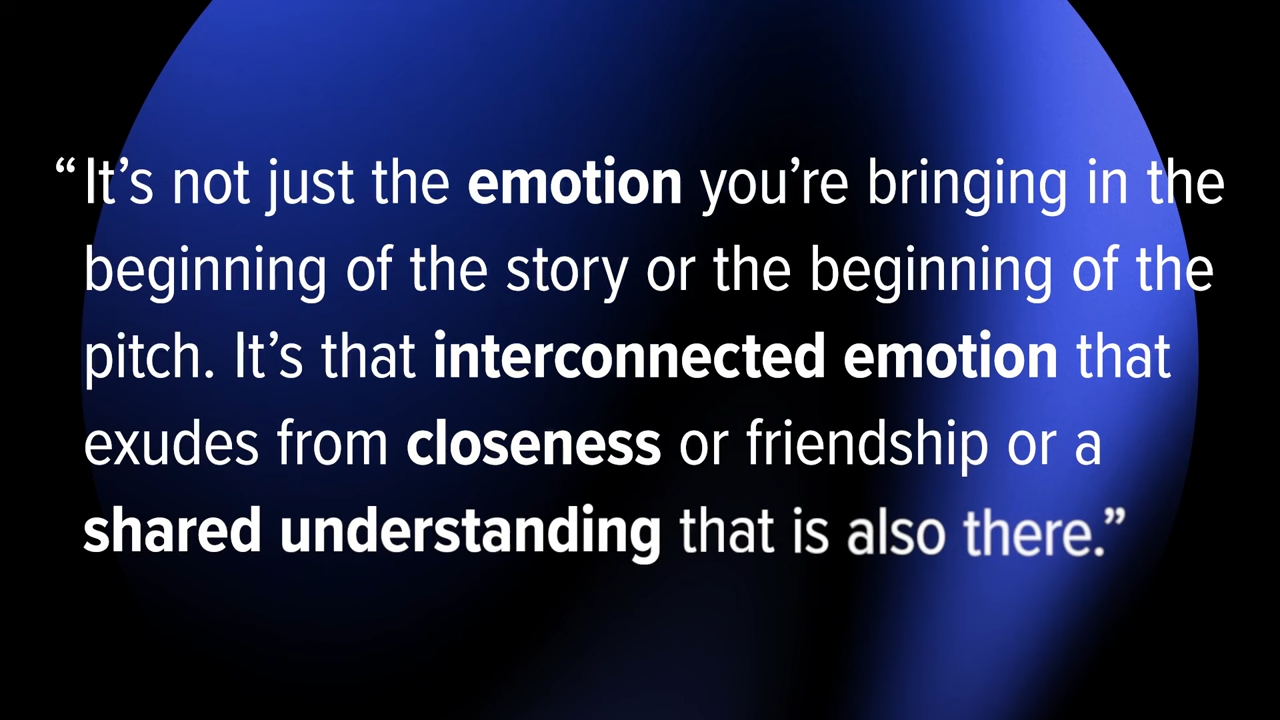 “It’s not just the emotion you’re bringing in the
beginning of the story or the beginning of the
pitch. It’s that interconnected emotion that
exudes from closeness or friendship or a
shared understanding that is also there.”